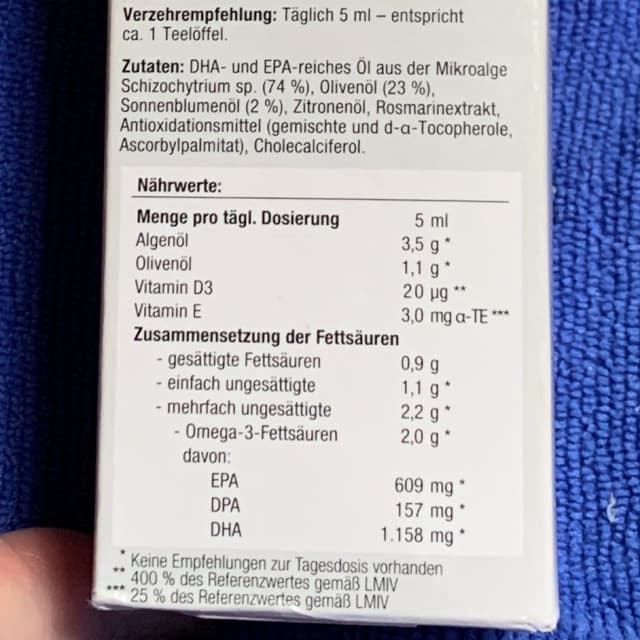 Verzehrempfehlung: Täglich 5 ml – entspricht
ca. 1 Teelöffel.
Zutaten: DHA- und EPA-reiches Öl aus der Mikroalge
Schizochytrium sp. (74 %), Olivenöl (23 %),
Sonnenblumenöl (2 %), Zitronenöl, Rosmarinextrakt,
Antioxidationsmittel (gemischte und d-α-Tocopherole,
Ascorbylpalmitat), Cholecalciferol.
Nährwerte:
Menge pro tägl. Dosierung 5 ml
Algenöl 3,5 g *
Olivenöl 1,1 g *
Vitamin D3 20 µg **
Vitamin E 3,0 mg α-TE ***
Zusammensetzung der Fettsäuren
- gesättigte Fettsäuren 0,9 g
- einfach ungesättigte 1,1 g *
- mehrfach ungesättigte 2,2 g *
- Omega-3-Fettsäuren 2,0 g *
davon:
EPA 609 mg *
DPA 157 mg *
DHA 1.158 mg *
* Keine Empfehlungen zur Tagesdosis vorhanden
** 400 % des Referenzwertes gemäß LMIV
*** 25 % des Referenzwertes gemäß LMIV